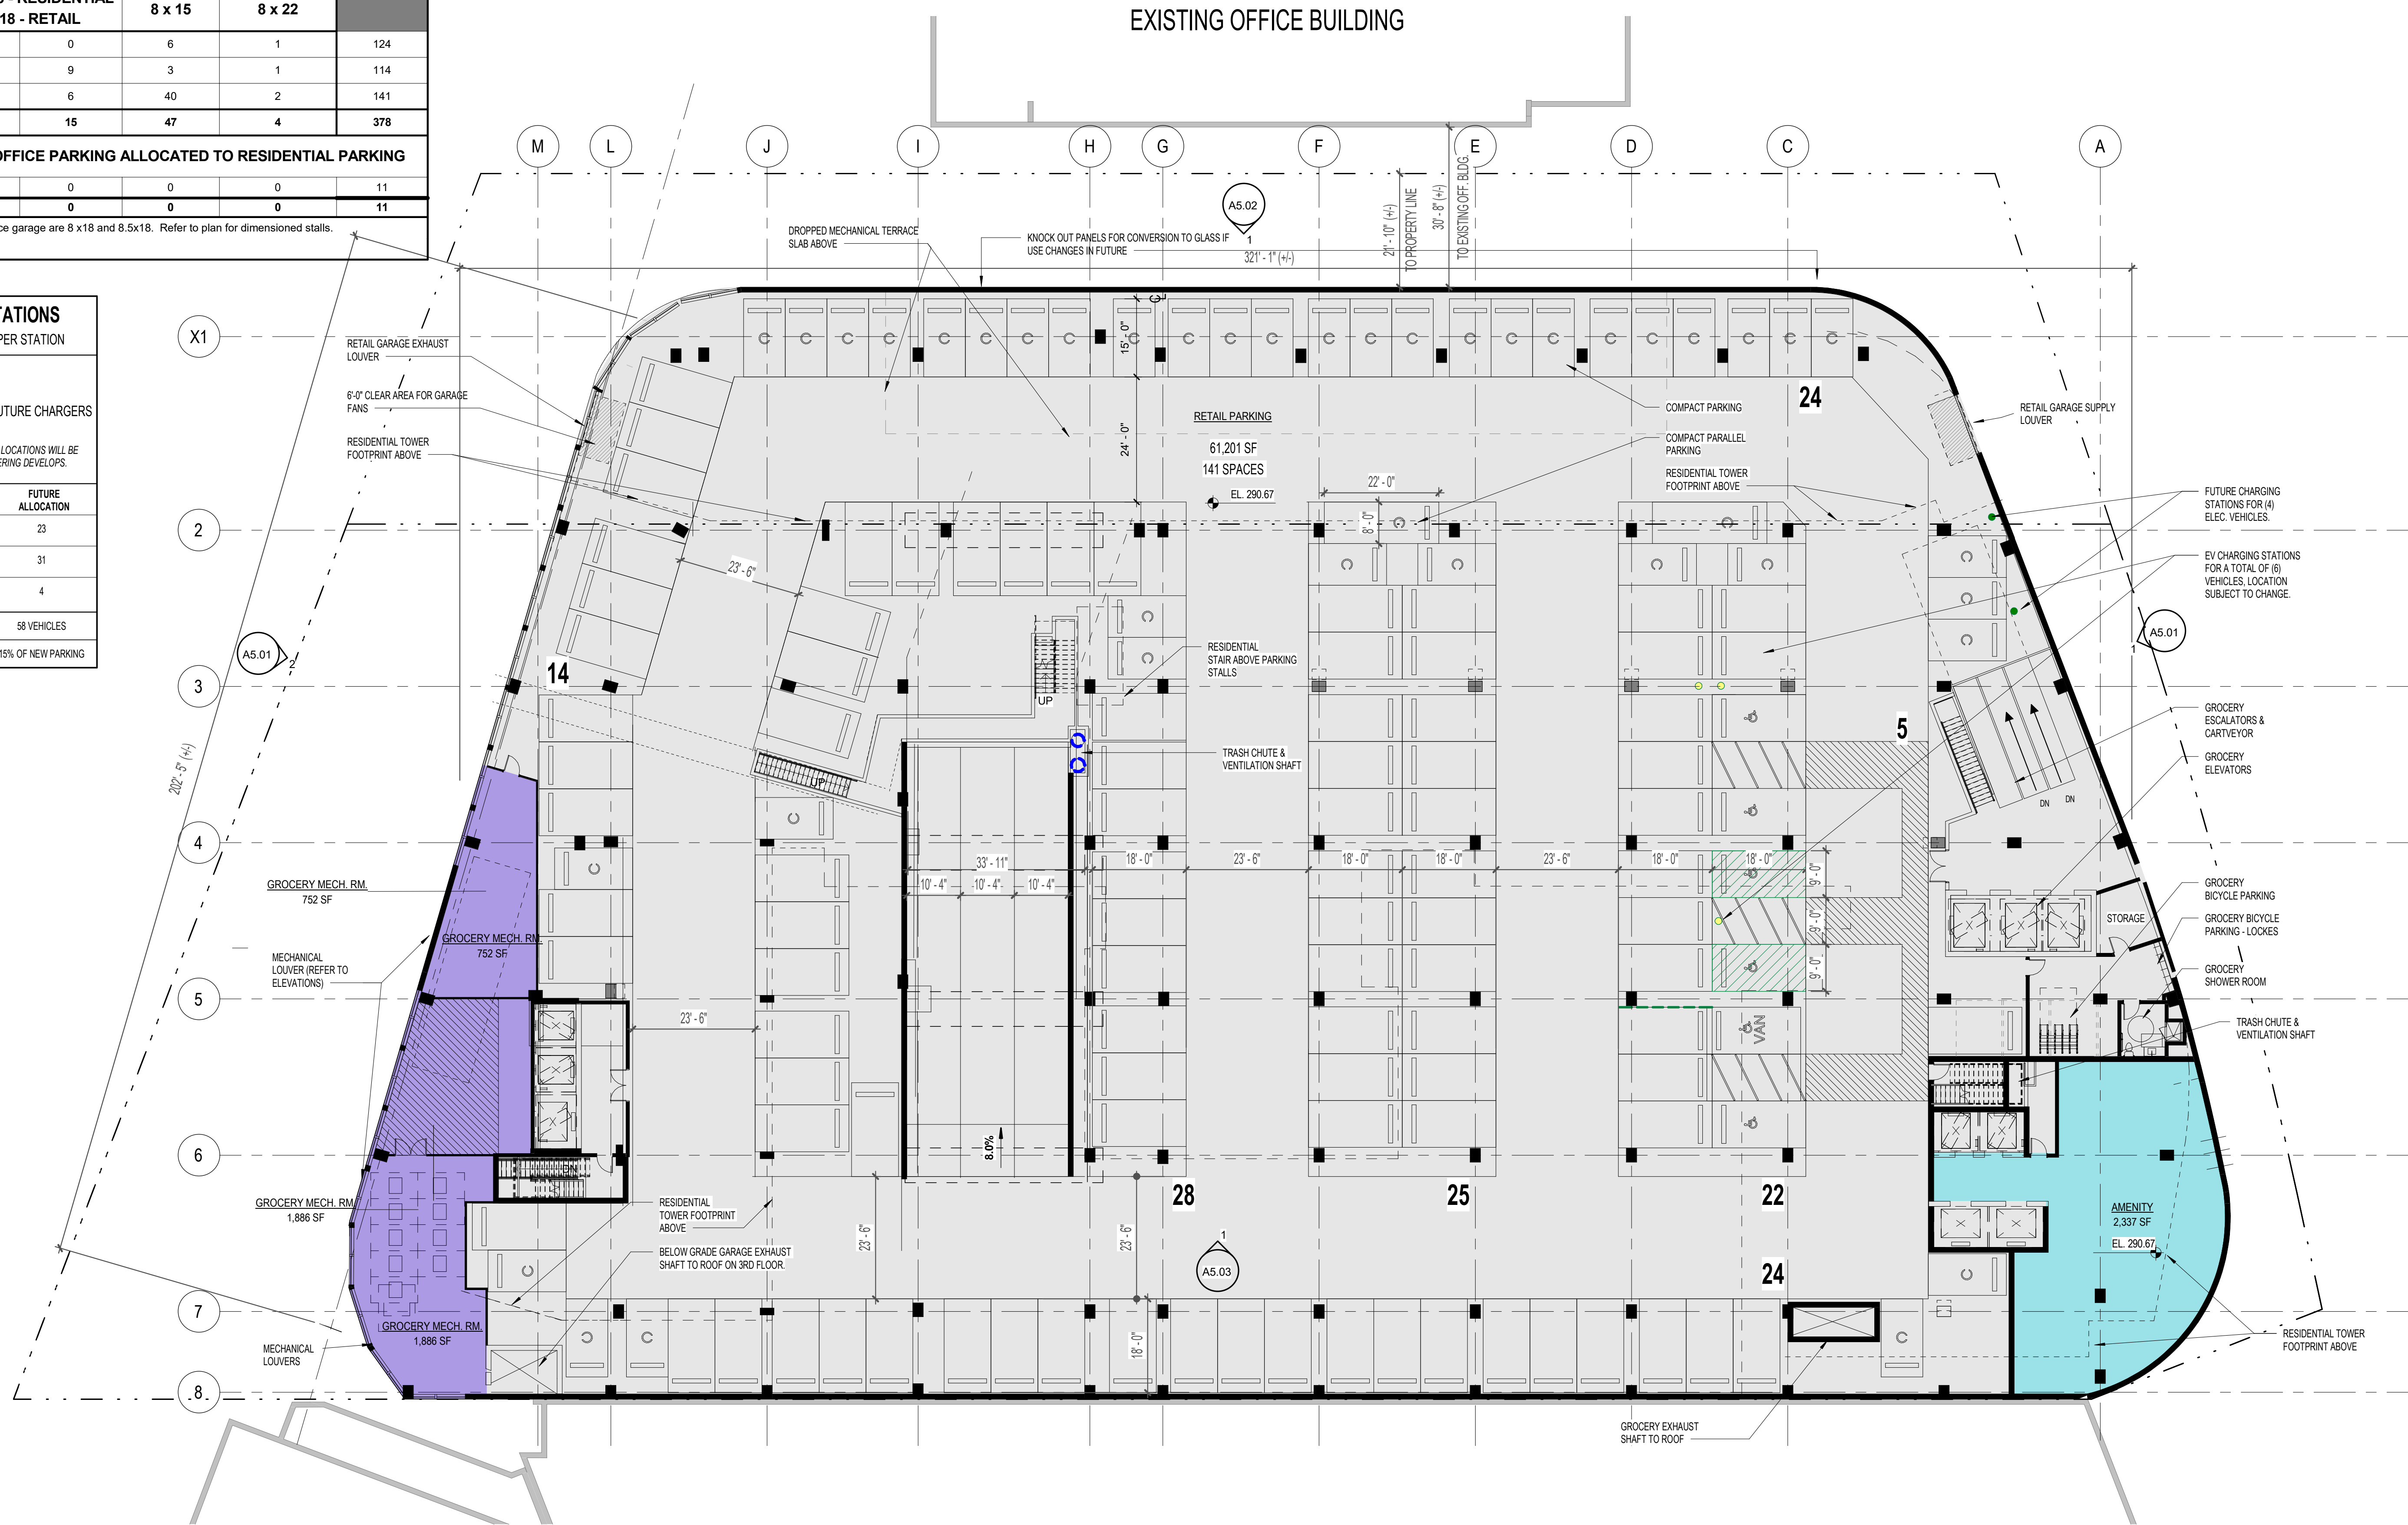 - RESIDENTIAL
18 - RETAIL
8 x 15
8 x 22
0 6 1 124
9 3 1 114
6 40 2 141
15 47 4 378
OFFICE PARKING ALLOCATED TO RESIDENTIAL PARKING
0 0 0 11
0 0 0 11
ce garage are 8 x18 and 8.5x18. Refer to plan for dimensioned stalls.
TATIONS
PER STATION
UTURE CHARGERS
LOCATIONS WILL BE
ERING DEVELOPS.
FUTURE
ALLOCATION
23
31
4
58 VEHICLES
15% OF NEW PARKING
EXISTING OFFICE BUILDING
M
L
J
I
H
G
F
E
D
C
A
X1
2
3
4
5
6
7
8
A5.02
1
21' - 10" (+/-)
TO PROPERTY LINE
30' - 8" (+/-)
TO EXISTING OFF. BLDG.
321' - 1" (+/-)
DROPPED MECHANICAL TERRACE
SLAB ABOVE
KNOCK OUT PANELS FOR CONVERSION TO GLASS IF
USE CHANGES IN FUTURE
RETAIL GARAGE EXHAUST
LOUVER
6'-0" CLEAR AREA FOR GARAGE
FANS
RESIDENTIAL TOWER
FOOTPRINT ABOVE
15' - 0"
24' - 0"
RETAIL PARKING
61,201 SF
141 SPACES
EL. 290.67
24
COMPACT PARKING
COMPACT PARALLEL
PARKING
RESIDENTIAL TOWER
FOOTPRINT ABOVE
22' - 0"
8' - 0"
RETAIL GARAGE SUPPLY
LOUVER
FUTURE CHARGING
STATIONS FOR (4)
ELEC. VEHICLES.
EV CHARGING STATIONS
FOR A TOTAL OF (6)
VEHICLES, LOCATION
SUBJECT TO CHANGE.
A5.01
1
A5.01
2
202' - 5" (+/-)
23' - 6"
14
RESIDENTIAL
STAIR ABOVE PARKING
STALLS
UP
UP
TRASH CHUTE &
VENTILATION SHAFT
5
GROCERY
ESCALATORS &
CARTVEYOR
GROCERY
ELEVATORS
DN
DN
33' - 11"
10' - 4"
10' - 4"
10' - 4"
18' - 0"
23' - 6"
18' - 0"
18' - 0"
23' - 6"
18' - 0"
18' - 0"
9' - 0"
9' - 0"
9' - 0"
GROCERY
BICYCLE PARKING
GROCERY BICYCLE
PARKING - LOCKES
STORAGE
GROCERY
SHOWER ROOM
TRASH CHUTE &
VENTILATION SHAFT
GROCERY MECH. RM.
752 SF
GROCERY MECH. RM.
752 SF
MECHANICAL
LOUVER (REFER TO
ELEVATIONS)
23' - 6"
VAN
8.0%
DN
GROCERY MECH. RM.
1,886 SF
RESIDENTIAL
TOWER FOOTPRINT
ABOVE
BELOW GRADE GARAGE EXHAUST
SHAFT TO ROOF ON 3RD FLOOR.
23' - 6"
23' - 6"
28
25
22
24
1
A5.03
AMENITY
2,337 SF
EL. 290.67
GROCERY MECH. RM.
1,886 SF
MECHANICAL
LOUVERS
18' - 0"
RESIDENTIAL TOWER
FOOTPRINT ABOVE
GROCERY EXHAUST
SHAFT TO ROOF